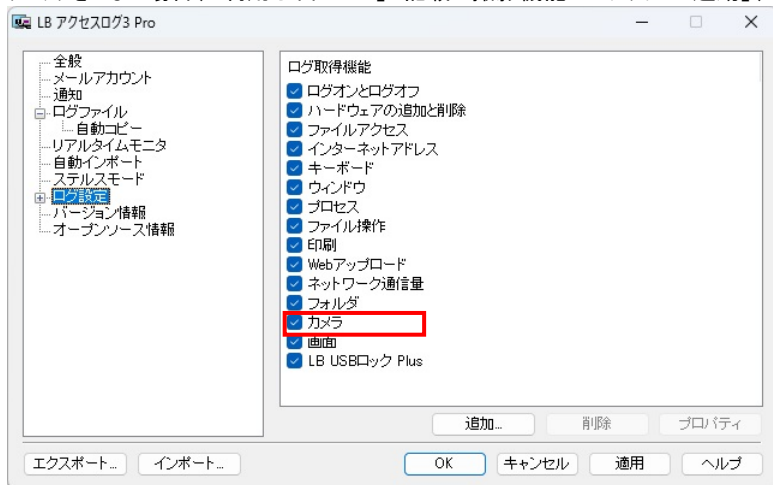 LB アクセスログ3 Pro
全般
メールアカウント
通知
ログファイル
自動コピー
リアルタイムモニタ
自動インポート
ステルスモード
ログ設定
バージョン情報
オープンソース情報
ログ取得機能
ログオンとログオフ
ハードウェアの追加と削除
ファイルアクセス
インターネットアドレス
キーボード
ウィンドウ
プロセス
ファイル操作
印刷
Webアップロード
ネットワーク通信量
フォルダ
カメラ
画面
LB USBロック Plus
追加...
削除
プロパティ
エクスポート...
インポート...
OK
キャンセル
適用
ヘルプ